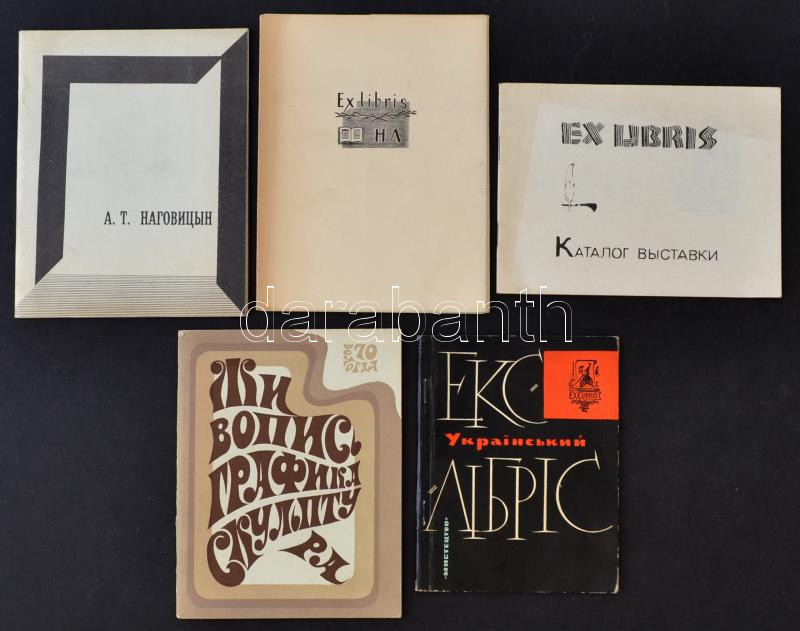 А. Т. НАГОВИЦЫН
Ex libris
НЛ
EX LIBRIS
КАТАЛОГ ВЫСТАВКИ
darabanth
70
ЖИ
ВОПИСЬ
ГРАФИКА
СКУЛЬПТУ
РА
ЕКС-
EX LIBRIS
Український
ЛІБРІС
«МИСТЕЦТВО»